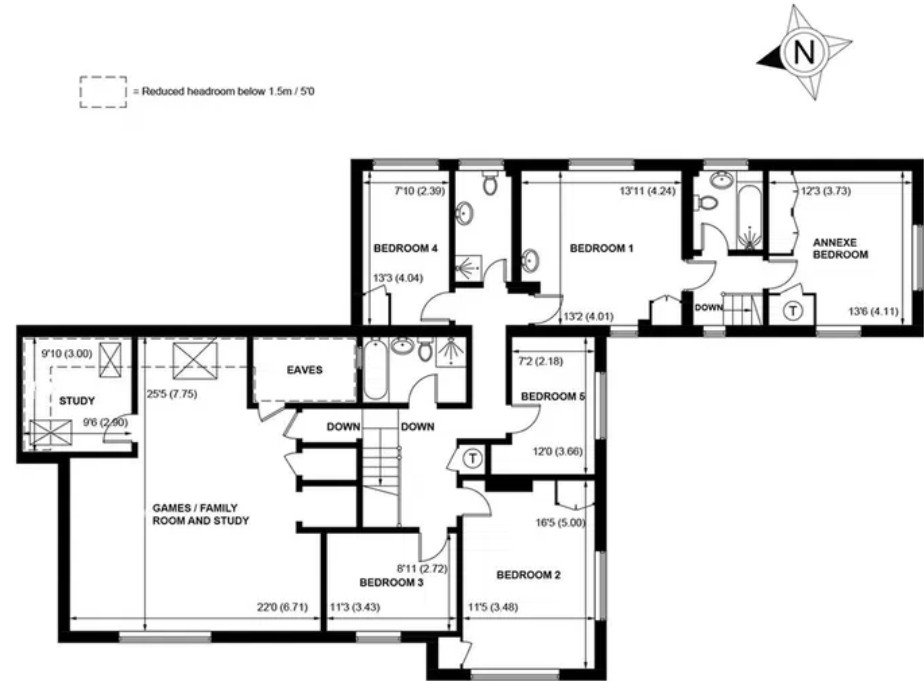 N
= Reduced headroom below 1.5m / 5'0
7'10 (2.39)
13'11 (4.24)
12'3 (3.73)
BEDROOM 4
BEDROOM 1
ANNEXE
BEDROOM
13'3 (4.04)
13'2 (4.01)
DOWN
T
13'6 (4.11)
9'10 (3.00)
EAVES
7'2 (2.18)
STUDY
25'5 (7.75)
BEDROOM 5
9'6 (2.90)
DOWN
DOWN
12'0 (3.66)
T
GAMES / FAMILY
ROOM AND STUDY
16'5 (5.00)
8'11 (2.72)
BEDROOM 3
BEDROOM 2
22'0 (6.71)
11'3 (3.43)
11'5 (3.48)